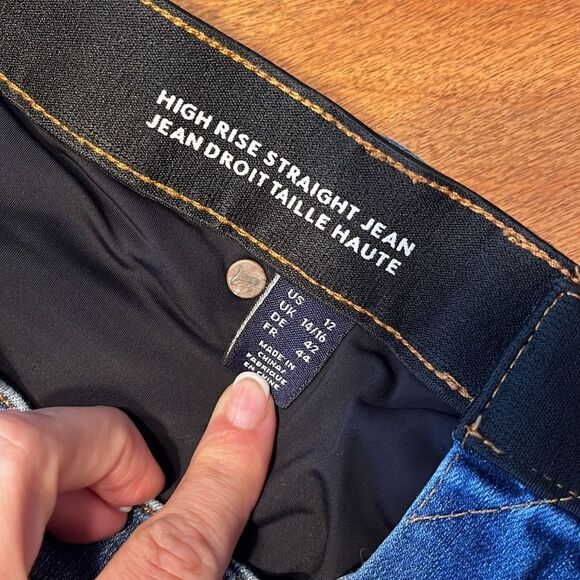 HIGH RISE STRAIGHT JEAN
JEAN DROIT TAILLE HAUTE
US 12
UK 14/16
DE 42
FR 44
MADE IN
CHINA/
FABRIQUÉ
EN CHINE